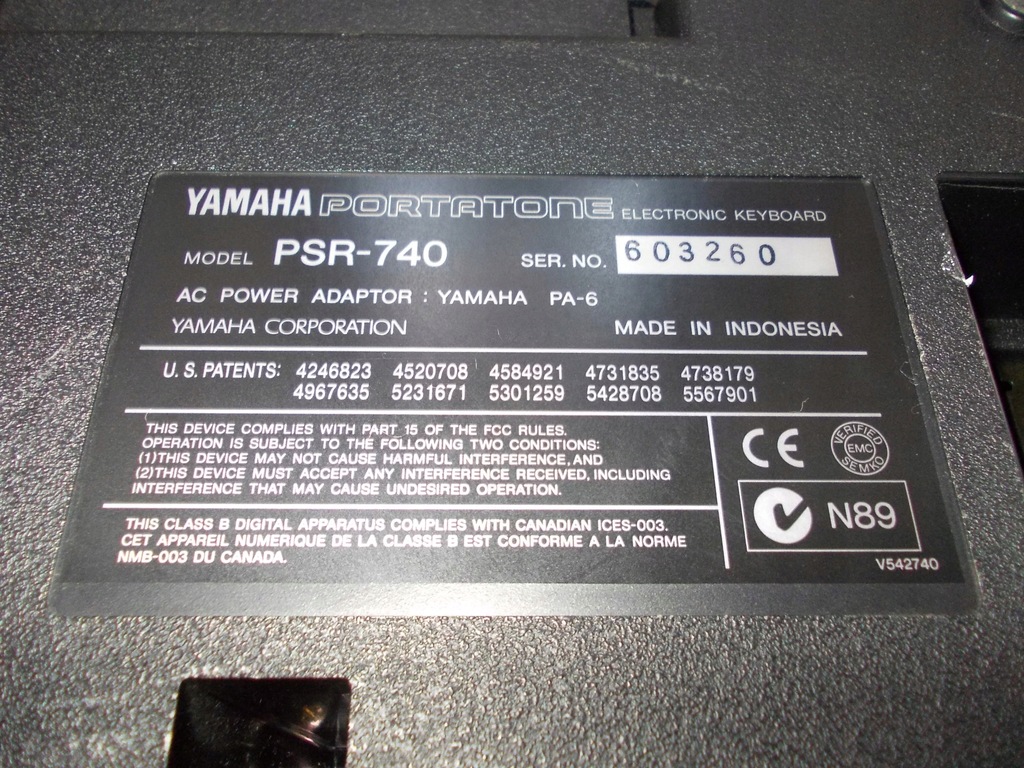 YAMAHA PORTATONE ELECTRONIC KEYBOARD
MODEL PSR-740 SER. NO. 603260
AC POWER ADAPTOR : YAMAHA PA-6
YAMAHA CORPORATION MADE IN INDONESIA
U. S. PATENTS: 4246823 4520708 4584921 4731835 4738179
4967635 5231671 5301259 5428708 5567901
THIS DEVICE COMPLIES WITH PART 15 OF THE FCC RULES.
OPERATION IS SUBJECT TO THE FOLLOWING TWO CONDITIONS:
(1)THIS DEVICE MAY NOT CAUSE HARMFUL INTERFERENCE, AND
(2)THIS DEVICE MUST ACCEPT ANY INTERFERENCE RECEIVED, INCLUDING
INTERFERENCE THAT MAY CAUSE UNDESIRED OPERATION.
THIS CLASS B DIGITAL APPARATUS COMPLIES WITH CANADIAN ICES-003.
CET APPAREIL NUMERIQUE DE LA CLASSE B EST CONFORME A LA NORME
NMB-003 DU CANADA.
CE
VERIFIED
EMC
SEMKO
N89
V542740